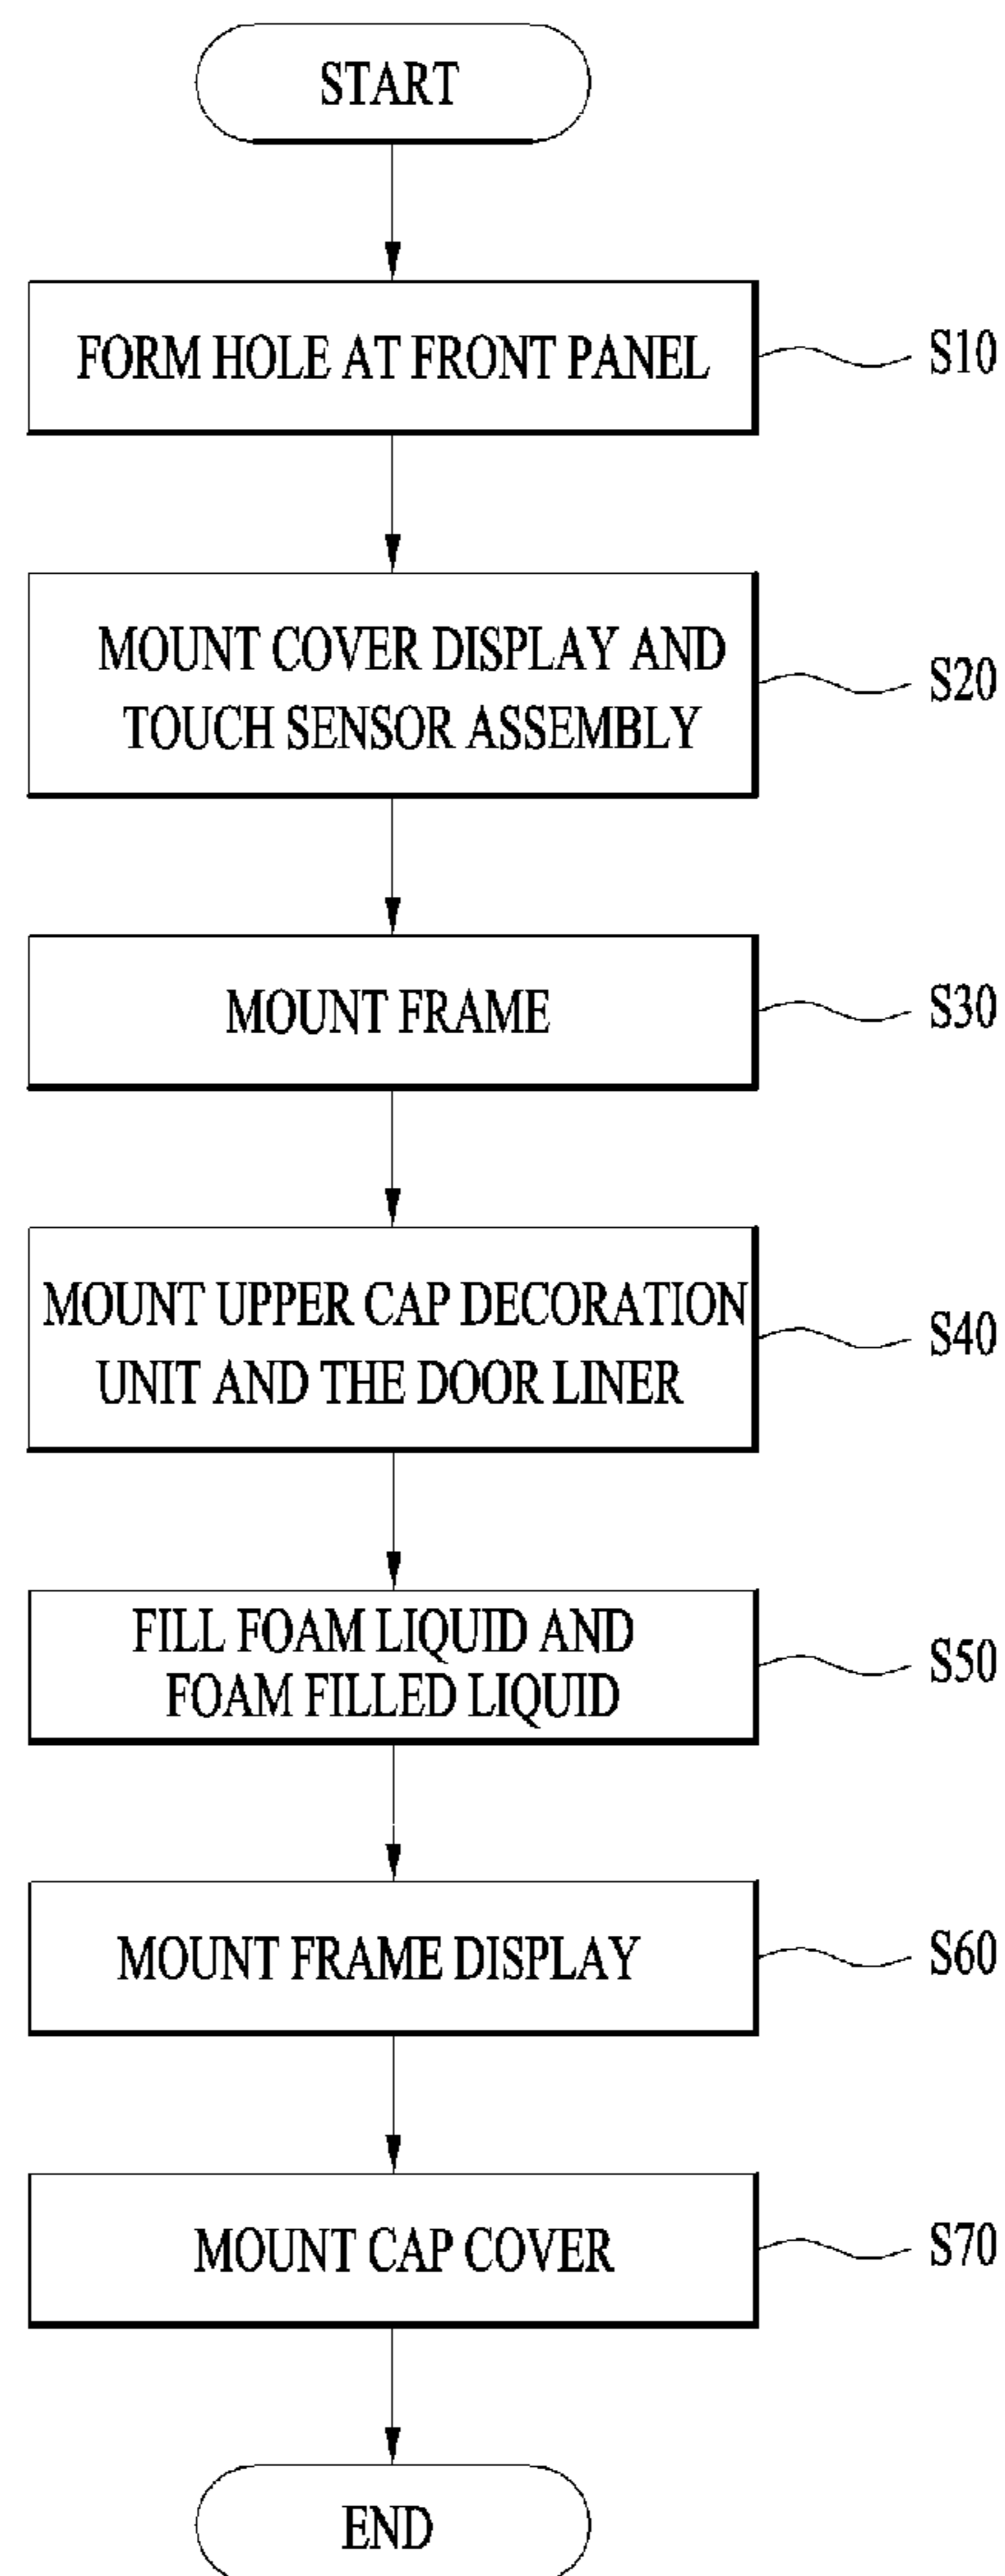 START
FORM HOLE AT FRONT PANEL
S10
MOUNT COVER DISPLAY AND
TOUCH SENSOR ASSEMBLY
S20
MOUNT FRAME
S30
MOUNT UPPER CAP DECORATION
UNIT AND THE DOOR LINER
S40
FILL FOAM LIQUID AND
FOAM FILLED LIQUID
S50
MOUNT FRAME DISPLAY
S60
MOUNT CAP COVER
S70
END